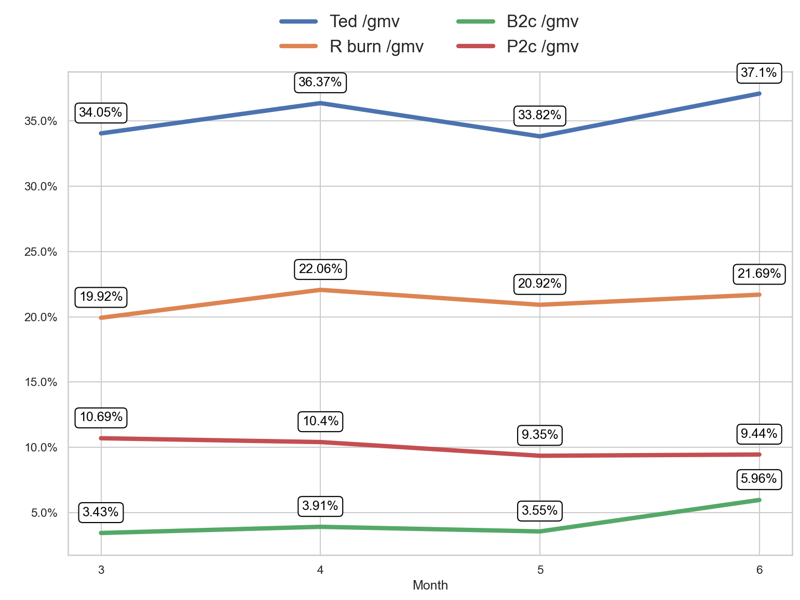 Ted /gmv B2c /gmv
R burn /gmv P2c /gmv
37.1%
36.37%
34.05% 33.82%
35.0%
30.0%
25.0%
22.06% 21.69%
19.92% 20.92%
20.0%
15.0%
10.69% 10.4% 9.35% 9.44%
10.0%
5.96%
3.43% 3.91% 3.55%
5.0%
3 4 5 6
Month